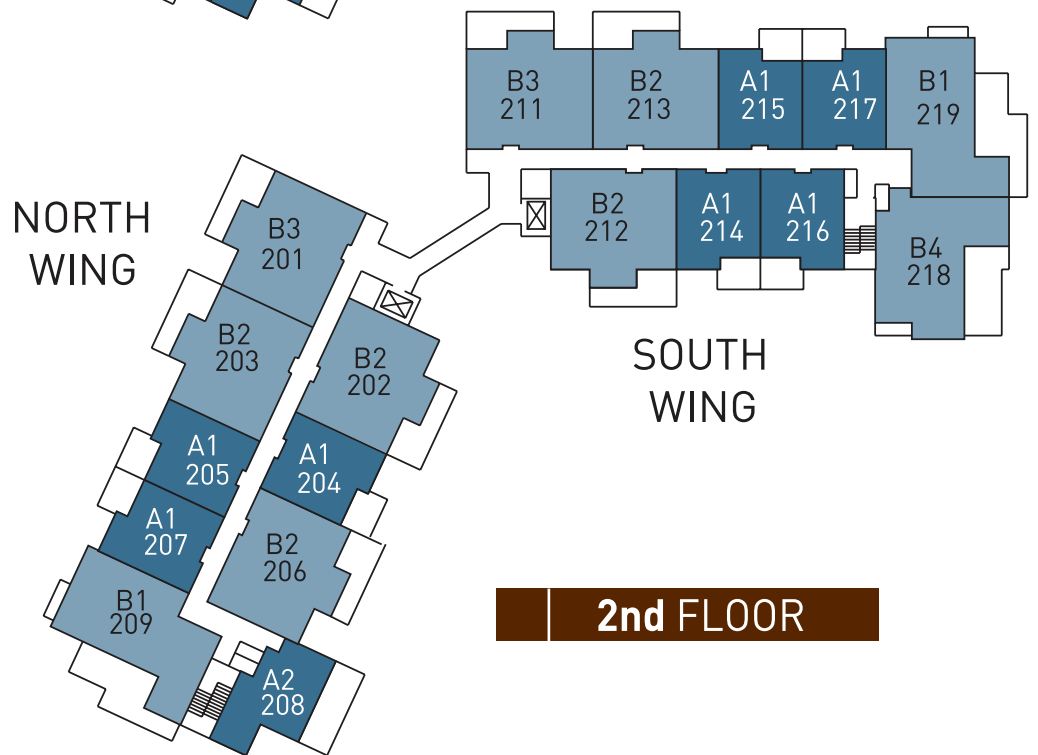 B3
211
B2
213
A1
215
A1
217
B1
219
B2
212
A1
214
A1
216
B4
218
NORTH
WING
B3
201
B2
203
B2
202
A1
205
A1
204
A1
207
B2
206
B1
209
A2
208
SOUTH
WING
2nd FLOOR